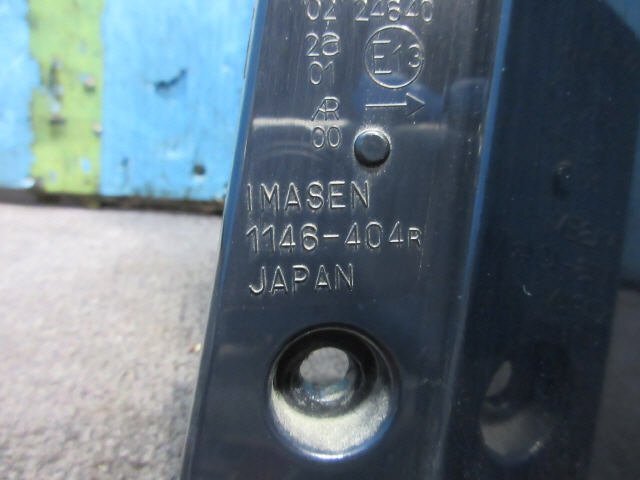 02 24640
2a E13
01
AR →
00
IMASEN
1146-404R
JAPAN